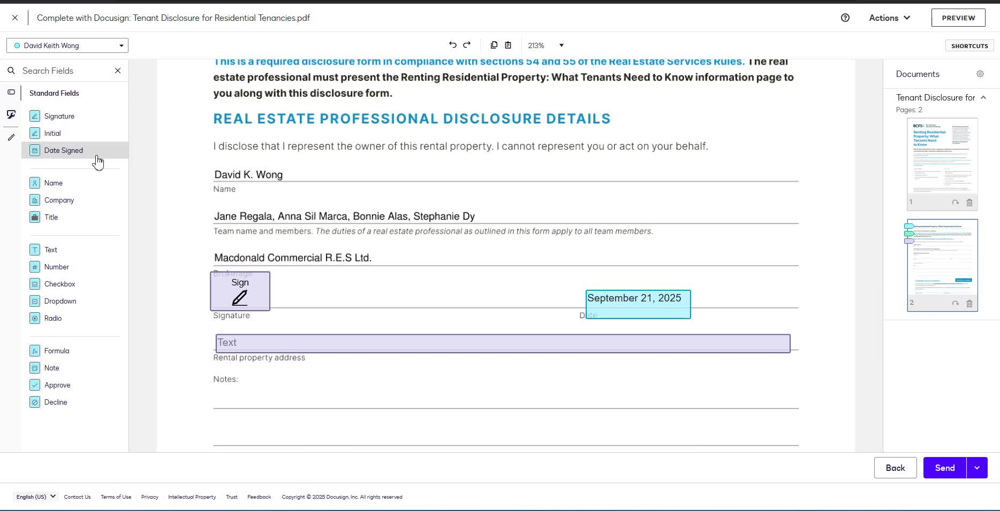 Complete with Docusign: Tenant Disclosure for Residential Tenancies.pdf
Actions
PREVIEW
David Keith Wong
213%
SHORTCUTS
Search Fields
Standard Fields
Signature
Initial
Date Signed
Name
Company
Title
Text
Number
Checkbox
Dropdown
Radio
Formula
Note
Approve
Decline
This is a required disclosure form in compliance with sections 54 and 55 of the Real Estate Services Rules. The real
estate professional must present the Renting Residential Property: What Tenants Need to Know information page to
you along with this disclosure form.
REAL ESTATE PROFESSIONAL DISCLOSURE DETAILS
I disclose that I represent the owner of this rental property. I cannot represent you or act on your behalf.
David K. Wong
Name
Jane Regala, Anna Sil Marca, Bonnie Alas, Stephanie Dy
Team name and members. The duties of a real estate professional as outlined in this form apply to all team members.
Macdonald Commercial R.E.S Ltd.
Brokerage
Sign
September 21, 2025
Signature
Date
Text
Rental property address
Notes:
Documents
Tenant Disclosure for
Pages: 2
BCFSA
Renting Residential
Property: What
Tenants Need
to Know
1
2
Back
Send
English (US)
Contact Us
Terms of Use
Privacy
Intellectual Property
Trust
Feedback
Copyright © 2025 Docusign, Inc. All rights reserved